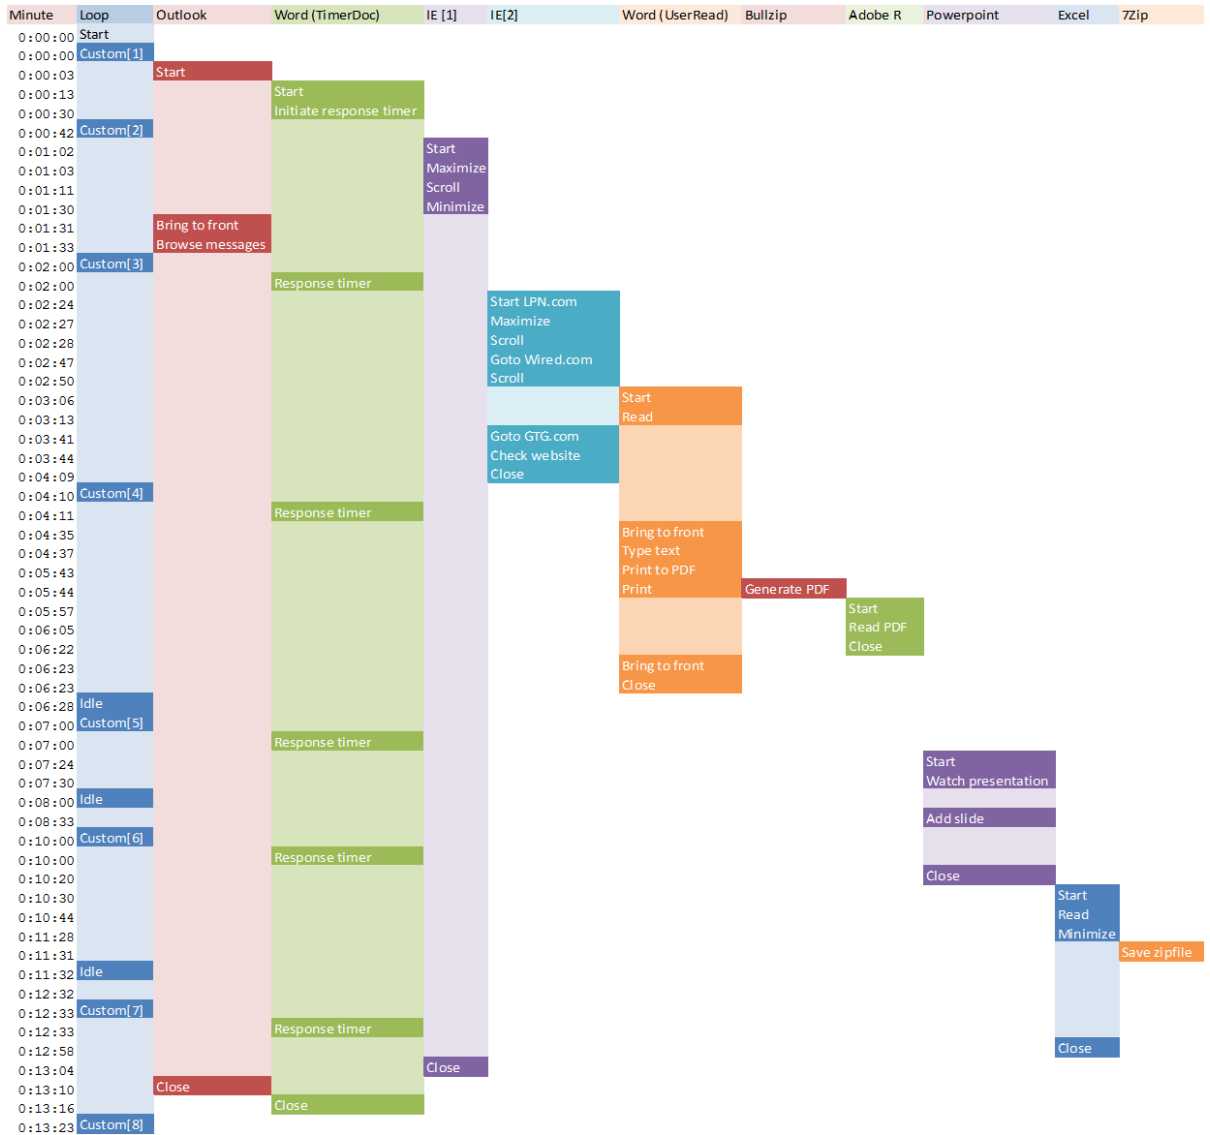 Minute Loop Outlook Word (TimerDoc) IE [1] IE[2] Word (UserRead) Bullzip Adobe R Powerpoint Excel 7Zip
0:00:00 Start
0:00:00 Custom[1]
0:00:03 Start
0:00:13 Start
0:00:30 Initiate response timer
0:00:42 Custom[2]
0:01:02 Start
0:01:03 Maximize
0:01:11 Scroll
0:01:30 Minimize
0:01:31 Bring to front
0:01:33 Browse messages
0:02:00 Custom[3]
0:02:00 Response timer
0:02:24 Start LPN.com
0:02:27 Maximize
0:02:28 Scroll
0:02:47 Goto Wired.com
0:02:50 Scroll
0:03:06 Start
0:03:13 Read
0:03:41 Goto GTG.com
0:03:44 Check website
0:04:09 Close
0:04:10 Custom[4]
0:04:11 Response timer
0:04:35 Bring to front
0:04:37 Type text
0:05:43 Print to PDF
0:05:44 Print Generate PDF
0:05:57 Start
0:06:05 Read PDF
0:06:22 Close
0:06:23 Bring to front
0:06:23 Close
0:06:28 Idle
0:07:00 Custom[5]
0:07:00 Response timer
0:07:24 Start
0:07:30 Watch presentation
0:08:00 Idle
0:08:33 Add slide
0:10:00 Custom[6]
0:10:00 Response timer
0:10:20 Close
0:10:30 Start
0:10:44 Read
0:11:28 Minimize
0:11:31 Save zipfile
0:11:32 Idle
0:12:32
0:12:33 Custom[7]
0:12:33 Response timer
0:12:58 Close
0:13:04 Close
0:13:10 Close
0:13:16 Close
0:13:23 Custom[8]